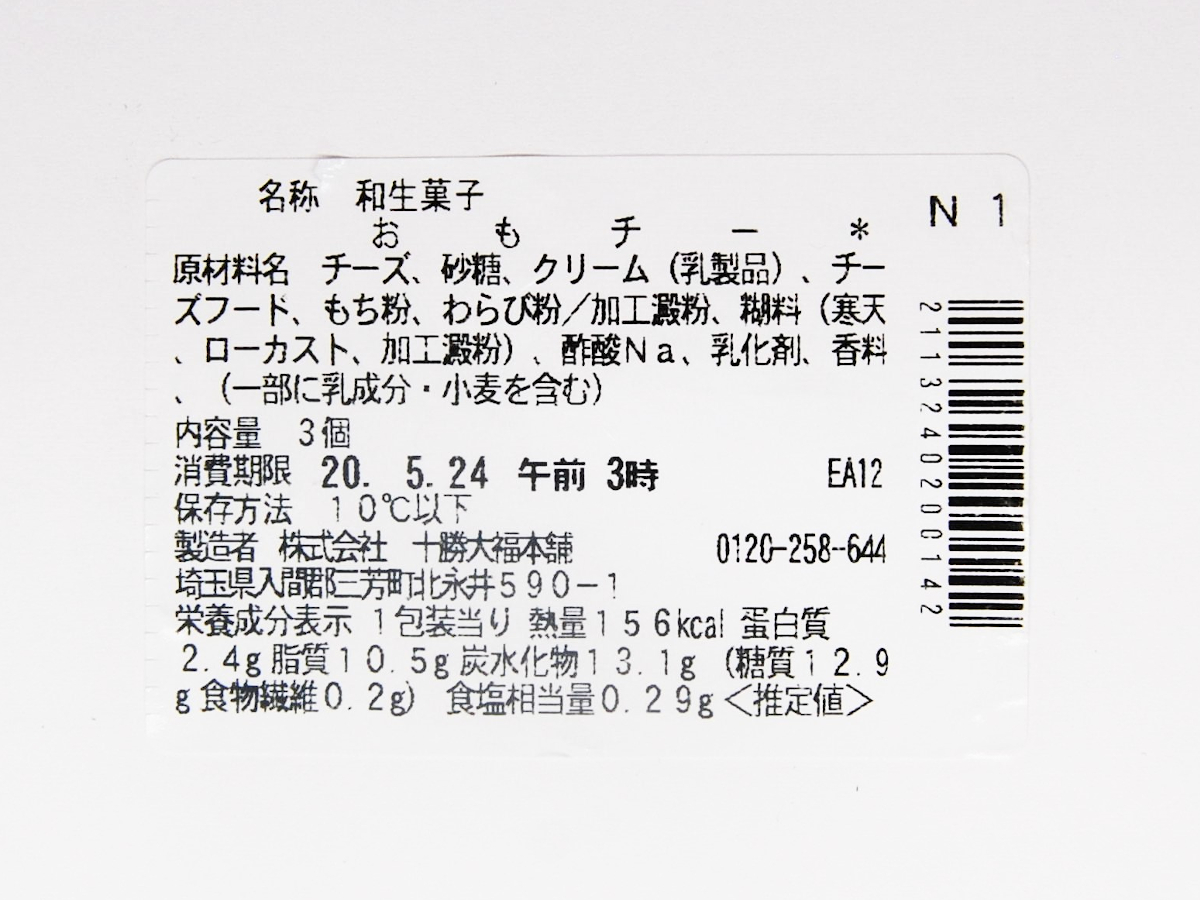 名称　和生菓子
N 1
お も チ ー ＊
原材料名　チーズ、砂糖、クリーム（乳製品）、チー
ズフード、もち粉、わらび粉／加工澱粉、糊料（寒天
、ローカスト、加工澱粉）、酢酸Ｎａ、乳化剤、香料
、（一部に乳成分・小麦を含む）
内容量　３個
消費期限　20. 5.24 午前 3時　EA12
保存方法　１０℃以下
製造者　株式会社　十勝大福本舗　0120-258-644
埼玉県入間郡三芳町北永井５９０－１
栄養成分表示　１包装当り 熱量１５６kcal 蛋白質
２.４g 脂質１０.５g 炭水化物１３.１g （糖質１２.９
g 食物繊維０.２g）　食塩相当量０.２９g＜推定値＞
2113240200142